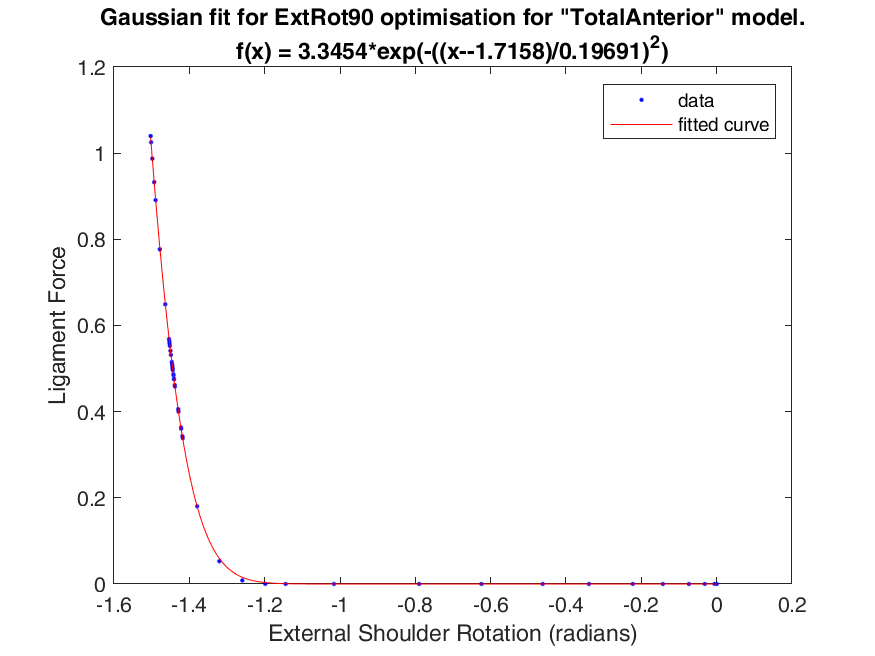 Gaussian fit for ExtRot90 optimisation for "TotalAnterior" model.
f(x) = 3.3454*exp(-((x--1.7158)/0.19691)²)
1.2
data
fitted curve
1
0.8
0.6
0.4
0.2
0
Ligament Force
-1.6 -1.4 -1.2 -1 -0.8 -0.6 -0.4 -0.2 0 0.2
External Shoulder Rotation (radians)